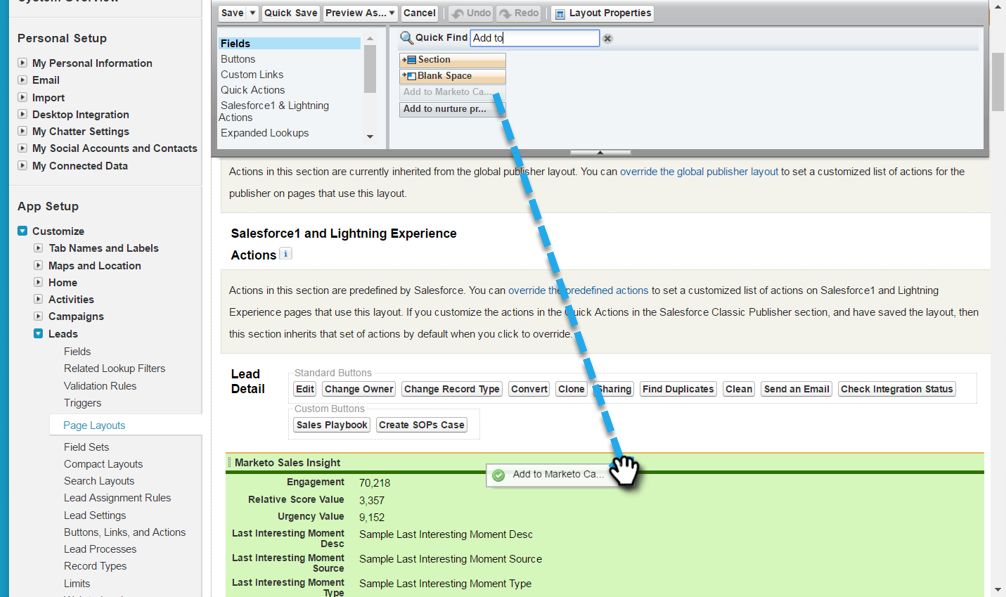 System Overview
Personal Setup
My Personal Information
Email
Import
Desktop Integration
My Chatter Settings
My Social Accounts and Contacts
My Connected Data
App Setup
Customize
Tab Names and Labels
Maps and Location
Home
Activities
Campaigns
Leads
Fields
Related Lookup Filters
Validation Rules
Triggers
Page Layouts
Field Sets
Compact Layouts
Search Layouts
Lead Assignment Rules
Lead Settings
Buttons, Links, and Actions
Lead Processes
Record Types
Limits
Save Quick Save Preview As... Cancel Undo Redo Layout Properties
Fields
Buttons
Custom Links
Quick Actions
Salesforce1 & Lightning
Actions
Expanded Lookups
Quick Find Add to
Section
Blank Space
Add to Marketo Ca...
Add to nurture pr...
Actions in this section are currently inherited from the global publisher layout. You can override the global publisher layout to set a customized list of actions for the
publisher on pages that use this layout.
Salesforce1 and Lightning Experience
Actions i
Actions in this section are predefined by Salesforce. You can override the predefined actions to set a customized list of actions on Salesforce1 and Lightning
Experience pages that use this layout. If you customize the actions in the Quick Actions in the Salesforce Classic Publisher section, and have saved the layout, then
this section inherits that set of actions by default when you click to override.
Lead
Detail
Standard Buttons
Edit Change Owner Change Record Type Convert Clone Sharing Find Duplicates Clean Send an Email Check Integration Status
Custom Buttons
Sales Playbook Create SOPs Case
Marketo Sales Insight
Add to Marketo Ca...
Engagement 70,218
Relative Score Value 3,357
Urgency Value 9,152
Last Interesting Moment
Desc Sample Last Interesting Moment Desc
Last Interesting Moment
Source Sample Last Interesting Moment Source
Last Interesting Moment
Type Sample Last Interesting Moment Type